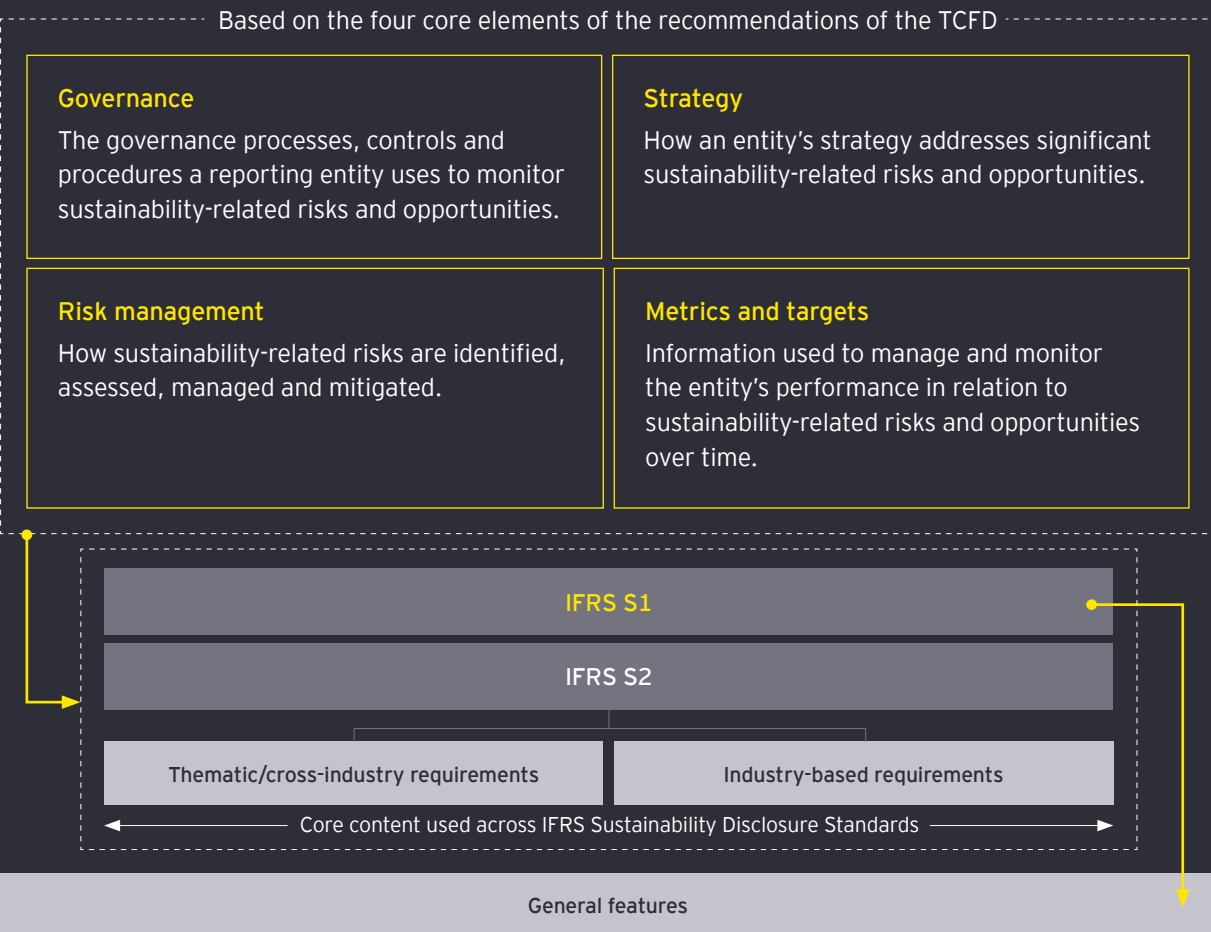 Based on the four core elements of the recommendations of the TCFD
Governance
The governance processes, controls and
procedures a reporting entity uses to monitor
sustainability-related risks and opportunities.
Strategy
How an entity’s strategy addresses significant
sustainability-related risks and opportunities.
Risk management
How sustainability-related risks are identified,
assessed, managed and mitigated.
Metrics and targets
Information used to manage and monitor
the entity’s performance in relation to
sustainability-related risks and opportunities
over time.
IFRS S1
IFRS S2
Thematic/cross-industry requirements
Industry-based requirements
Core content used across IFRS Sustainability Disclosure Standards
General features